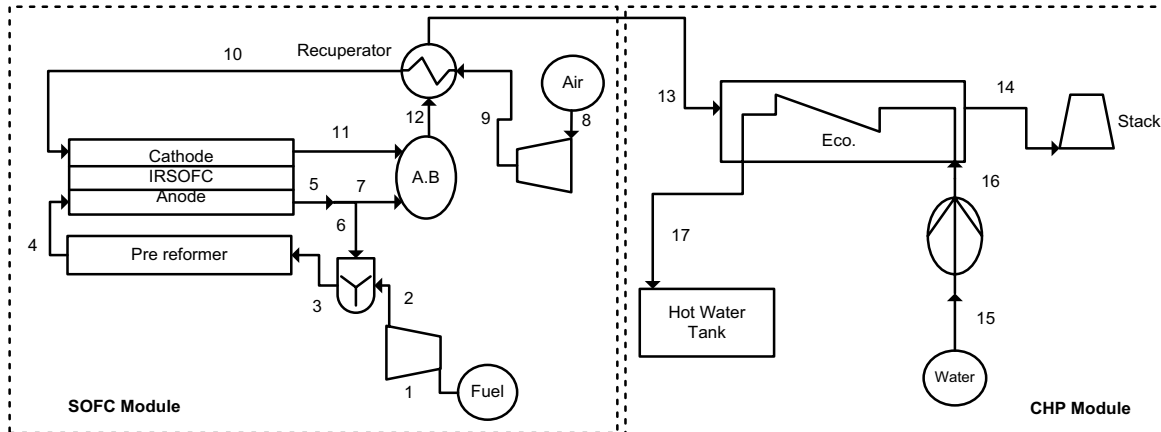 10
Recuperator
Air
12
9
8
13
14
Stack
Eco.
11
Cathode
IRSOFC
Anode
5
7
A.B
6
16
4
Pre reformer
3
2
17
Hot Water
Tank
15
1
Fuel
Water
SOFC Module
CHP Module